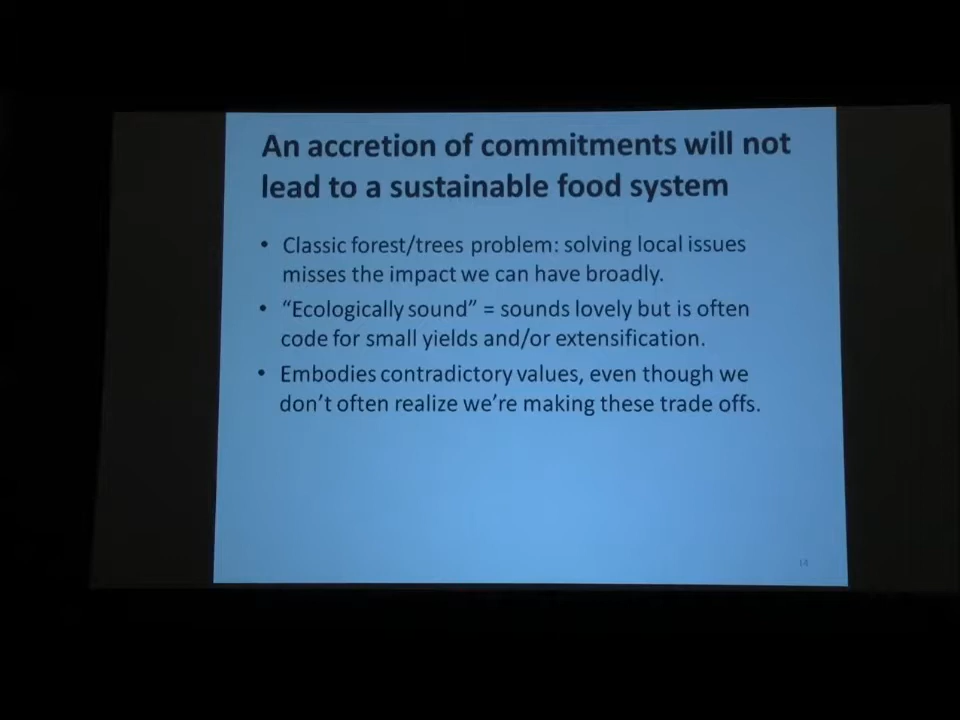 An accretion of commitments will not
lead to a sustainable food system
• Classic forest/trees problem: solving local issues
misses the impact we can have broadly.
• “Ecologically sound” = sounds lovely but is often
code for small yields and/or extensification.
• Embodies contradictory values, even though we
don’t often realize we’re making these trade offs.